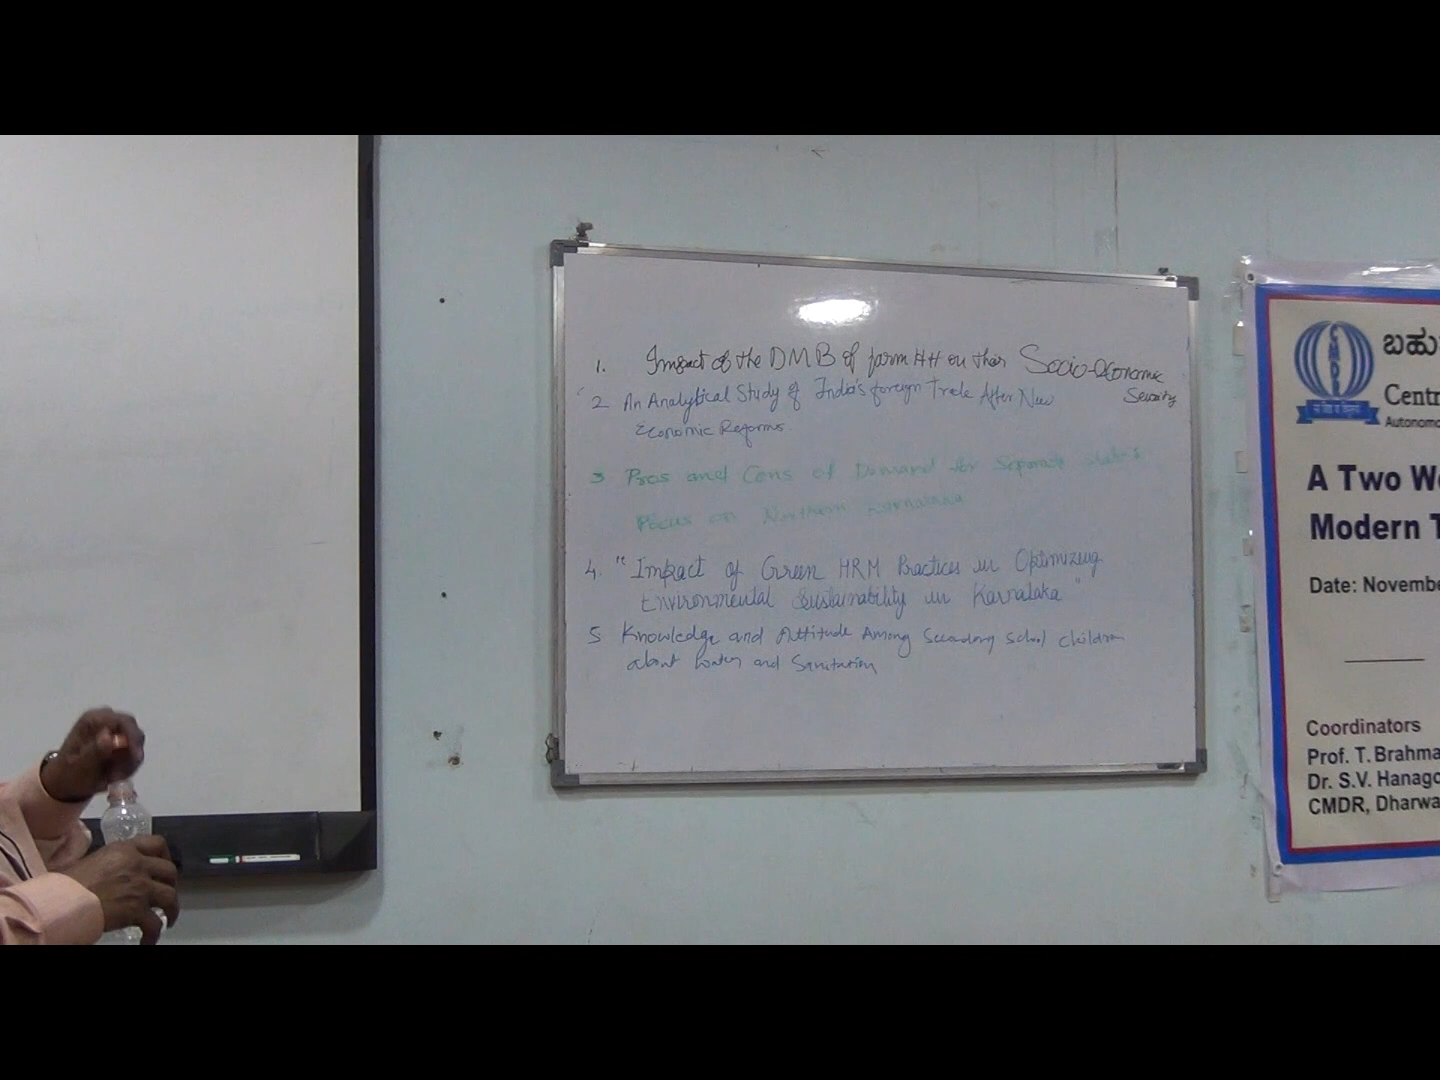 1. Impact of the DMB of farm HH on their Socio-economic
Security
2 An Analytical Study of India's foreign Trade After New
Economic Reforms
3 Pros and Cons of Demand for Separate
Focus on Northern Karnataka
4. "Impact of Green HRM Practices in Optimizing
Environmental Sustainability in Karnataka"
5 Knowledge and Attitude Among Secondary School children
about water and Sanitation
CMDR
ಬಹು
Centr
Autonomo
A Two We
Modern T
Date: Novembe
Coordinators
Prof. T. Brahma
Dr. S.V. Hanago
CMDR, Dharwa